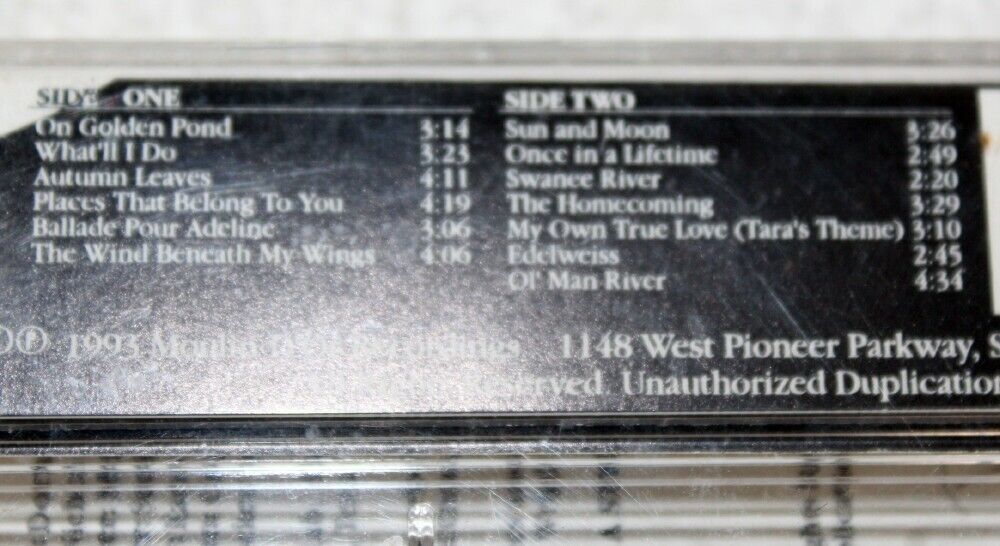 SIDE ONE
On Golden Pond 3:14
What'll I Do 3:23
Autumn Leaves 4:11
Places That Belong To You 4:19
Ballade Pour Adeline 3:06
The Wind Beneath My Wings 4:06
SIDE TWO
Sun and Moon 3:26
Once in a Lifetime 2:49
Swanee River 2:20
The Homecoming 3:29
My Own True Love (Tara's Theme) 3:10
Edelweiss 2:45
Ol' Man River 4:34
℗ 1993 1148 West Pioneer Parkway, S
Reserved. Unauthorized Duplication